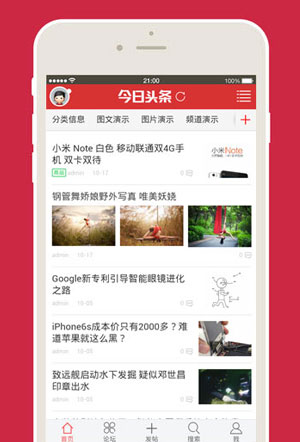 21:00
今日头条
分类信息 图文演示 图片演示 频道演示 +
小米 Note 白色 移动联通双4G手
机 双卡双待
小米Note
admin 10-17
0
钢管舞娇娘野外写真 唯美妖娆
admin 10-17
0
Google新专利引导智能眼镜进化
之路
admin 10-05
0
iPhone6s成本价只有2000多？难
道苹果就这么黑？
admin 10-05
0
致远舰启动水下发掘 疑似邓世昌
印章出水
admin 10-05
0
首页 论坛 发帖 搜索 我